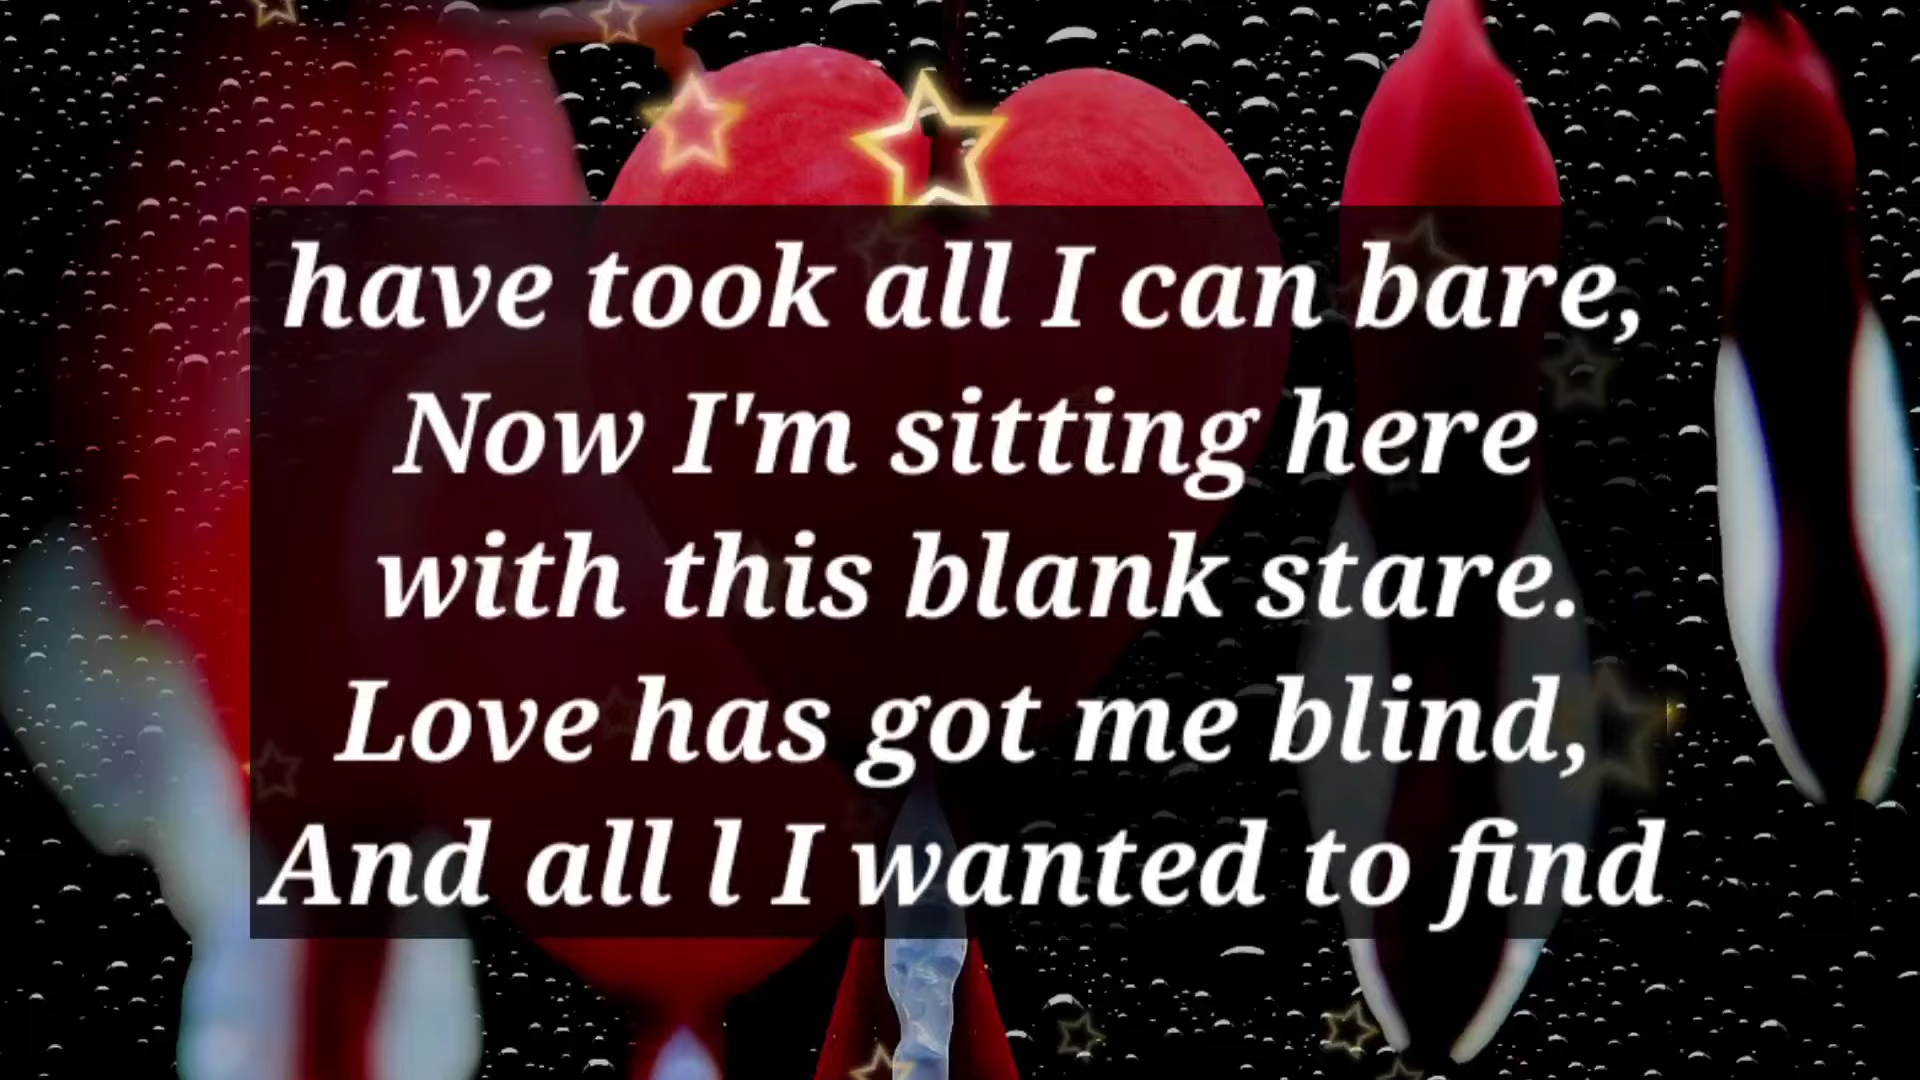 have took all I can bare,
Now I'm sitting here
with this blank stare.
Love has got me blind,
And all l I wanted to find